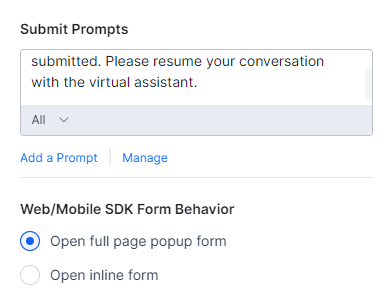 Submit Prompts
submitted. Please resume your conversation
with the virtual assistant.
All
Add a Prompt Manage
Web/Mobile SDK Form Behavior
Open full page popup form
Open inline form